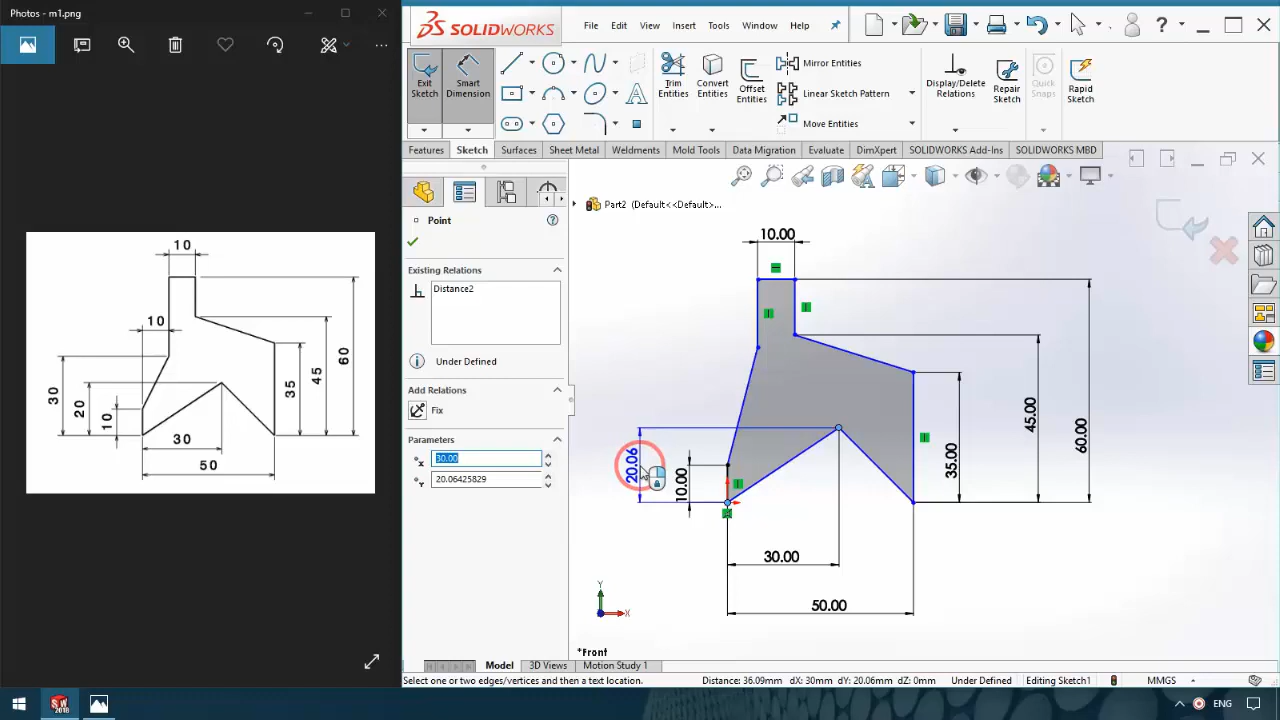 Photos - m1.png
SOLIDWORKS
File Edit View Insert Tools Window Help
Exit Sketch
Smart Dimension
Trim Entities
Convert Entities
Offset Entities
Mirror Entities
Linear Sketch Pattern
Move Entities
Display/Delete Relations
Repair Sketch
Quick Snaps
Rapid Sketch
Features Sketch Surfaces Sheet Metal Weldments Mold Tools Data Migration Evaluate DimXpert SOLIDWORKS Add-Ins SOLIDWORKS MBD
Part2 (Default<<Default>...
Point
Existing Relations
Distance2
Under Defined
Add Relations
Fix
Parameters
30.00
20.06425829
10
10
30
20
10
30
50
35
45
60
10.00
20.06
10.00
30.00
50.00
35.00
45.00
60.00
Y
X
*Front
Model 3D Views Motion Study 1
Select one or two edges/vertices and then a text location. Distance: 36.09mm dX: 30mm dY: 20.06mm dZ: 0mm Under Defined Editing Sketch1 MMGS
SW
2018
ENG